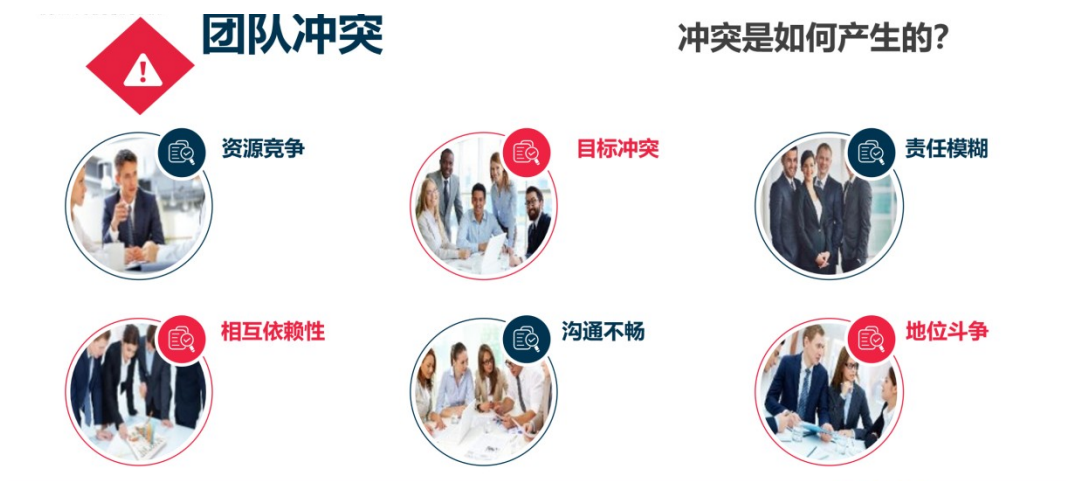 团队冲突
冲突是如何产生的?
资源竞争
目标冲突
责任模糊
相互依赖性
沟通不畅
地位斗争